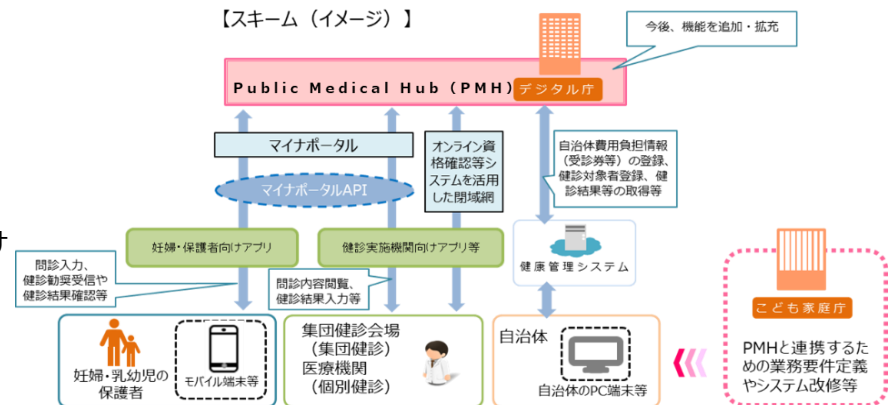 【スキーム（イメージ）】
今後、機能を追加・拡充
Public Medical Hub（PMH）
デジタル庁
マイナポータル
オンライン資
格確認等シ
ステムを活用
した閉域網
自治体費用負担情報
（受診券等）の登録、
健診対象者登録、健
診結果等の取得等
マイナポータルAPI
ナ
妊婦・保護者向けアプリ
健診実施機関向けアプリ等
健康管理システム
問診入力、
健診勧奨受信や
健診結果確認等
問診内容閲覧、
健診結果入力等
こども家庭庁
妊婦・乳幼児の
保護者
モバイル端末等
集団健診会場
（集団健診）
医療機関
（個別健診）
自治体
自治体のPC端末等
PMHと連携するた
めの業務要件定義
やシステム改修等